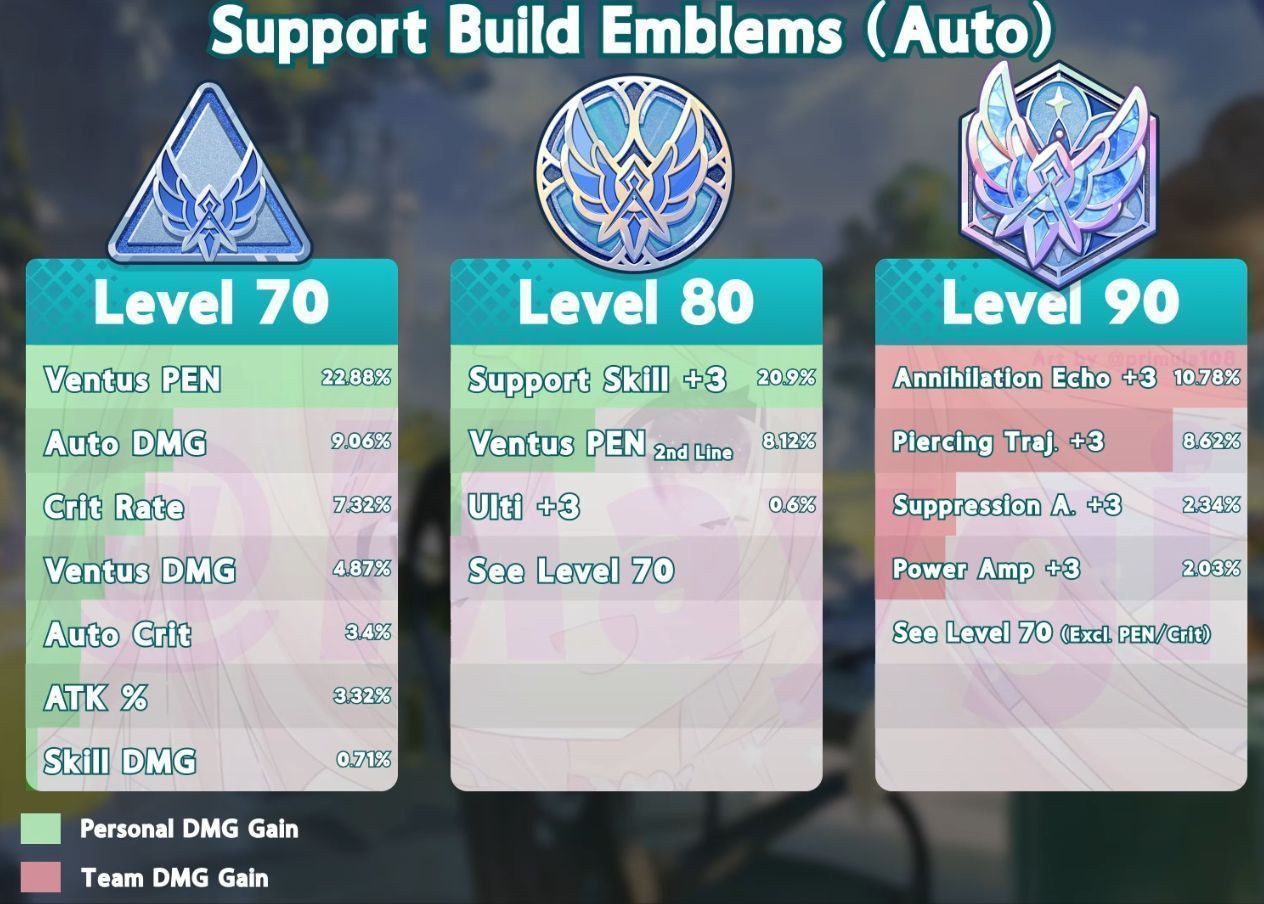 Support Build Emblems (Auto)
Level 70
Ventus PEN 22.88%
Auto DMG 9.06%
Crit Rate 7.32%
Ventus DMG 4.87%
Auto Crit 3.4%
ATK % 3.32%
Skill DMG 0.71%
Level 80
Support Skill +3 20.9%
Ventus PEN 2nd Line 8.12%
Ulti +3 0.6%
See Level 70
Level 90
Art by @primula108
Annihilation Echo +3 10.78%
Piercing Traj. +3 8.62%
Suppression A. +3 2.34%
Power Amp +3 2.03%
See Level 70 (Excl. PEN/Crit)
Personal DMG Gain
Team DMG Gain